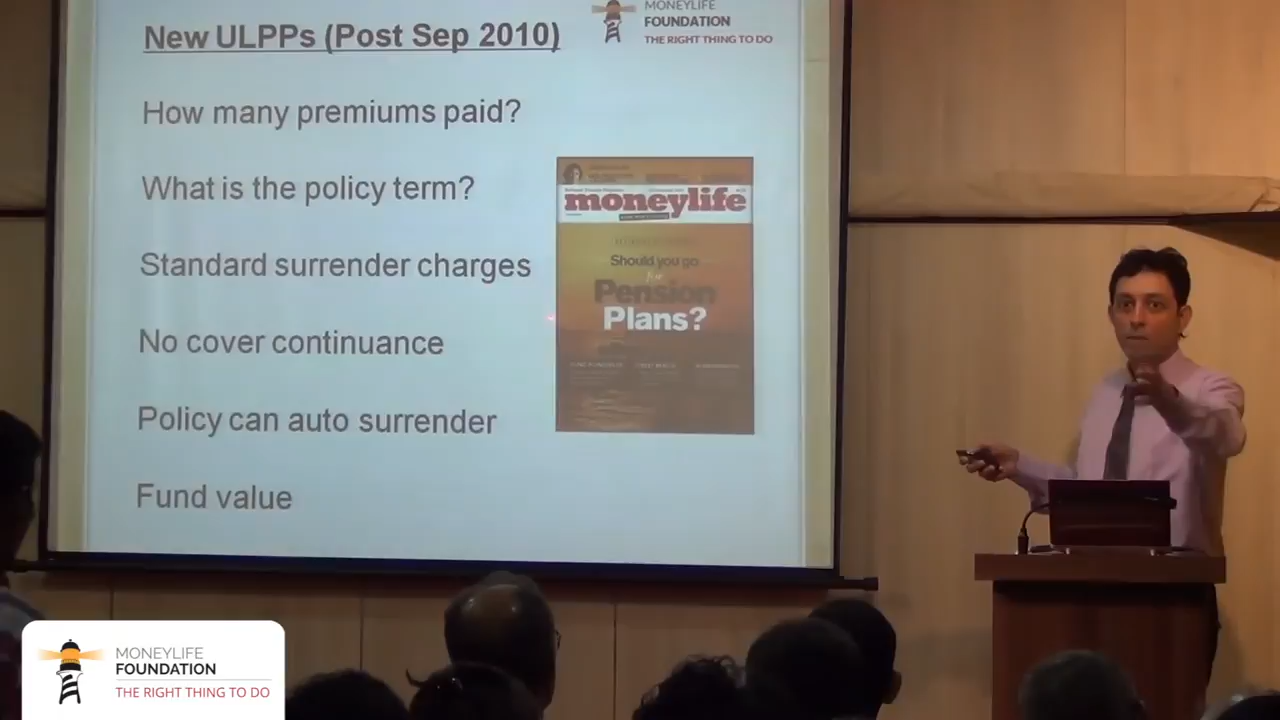 New ULPPs (Post Sep 2010)
MONEYLIFE
FOUNDATION
THE RIGHT THING TO DO
How many premiums paid?
What is the policy term?
Standard surrender charges
No cover continuance
Policy can auto surrender
Fund value
moneylife
Should you go
for
Pension
Plans?
MONEYLIFE
FOUNDATION
THE RIGHT THING TO DO